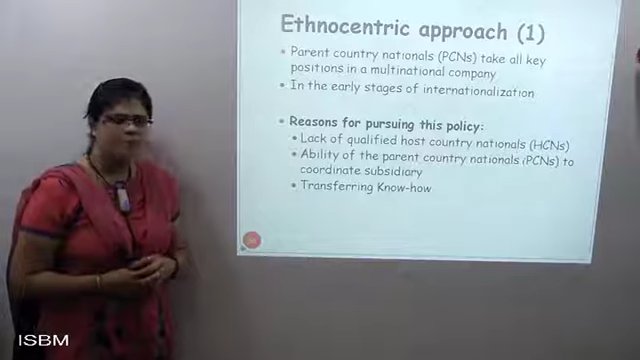 Ethnocentric approach (1)
Parent country nationals (PCNs) take all key
positions in a multinational company
In the early stages of internationalization
Reasons for pursuing this policy:
Lack of qualified host country nationals (HCNs)
Ability of the parent country nationals (PCNs) to
coordinate subsidiary
Transferring Know-how
ISBM